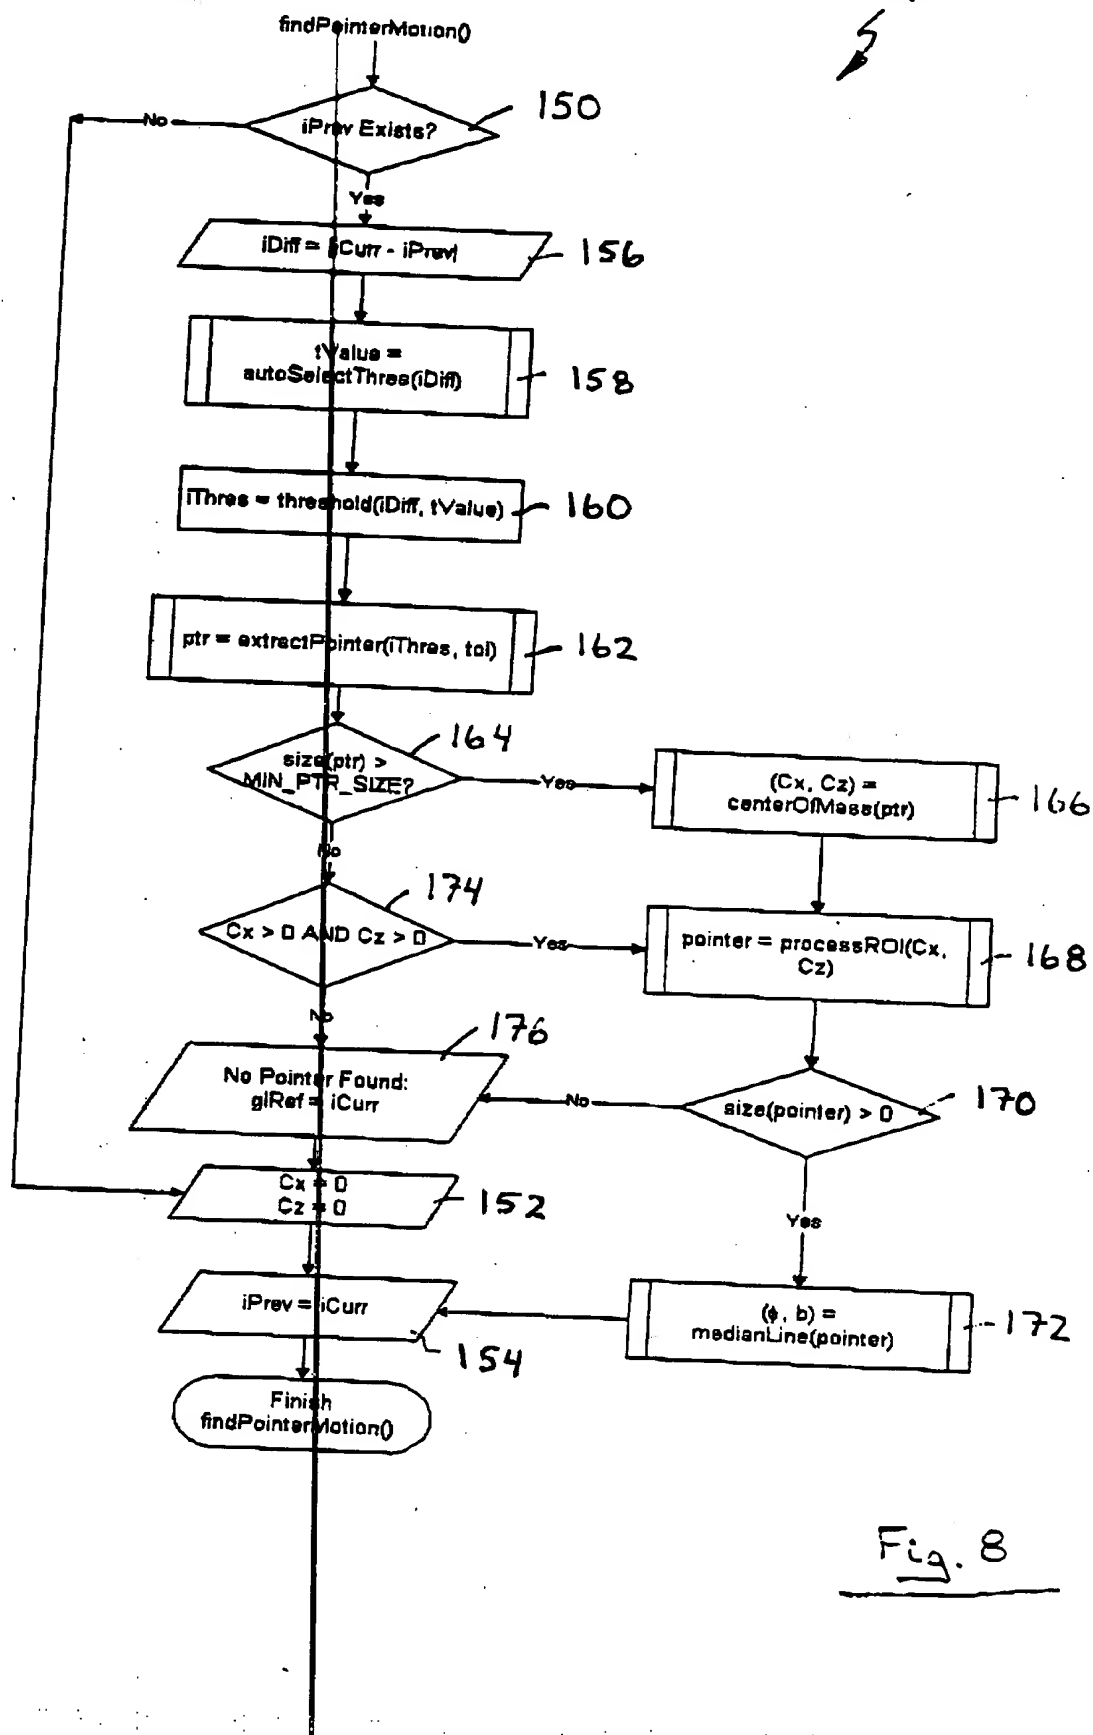 findPointerMotion()
iPrev Exists?
150
No
Yes
iDiff = |iCurr - iPrev|
156
tValue =
autoSelectThres(iDiff)
158
iThres = threshold(iDiff, tValue)
160
ptr = extractPointer(iThres, tol)
162
size(ptr) >
MIN_PTR_SIZE?
164
Yes
(Cx, Cz) =
centerOfMass(ptr)
166
No
Cx > 0 AND Cz > 0
174
Yes
pointer = processROI(Cx,
Cz)
168
No
No Pointer Found:
glRef = iCurr
176
No
size(pointer) > 0
170
Cx = 0
Cz = 0
152
Yes
iPrev = iCurr
154
(ϕ, b) =
medianLine(pointer)
172
Finish
findPointerMotion()
Fig. 8